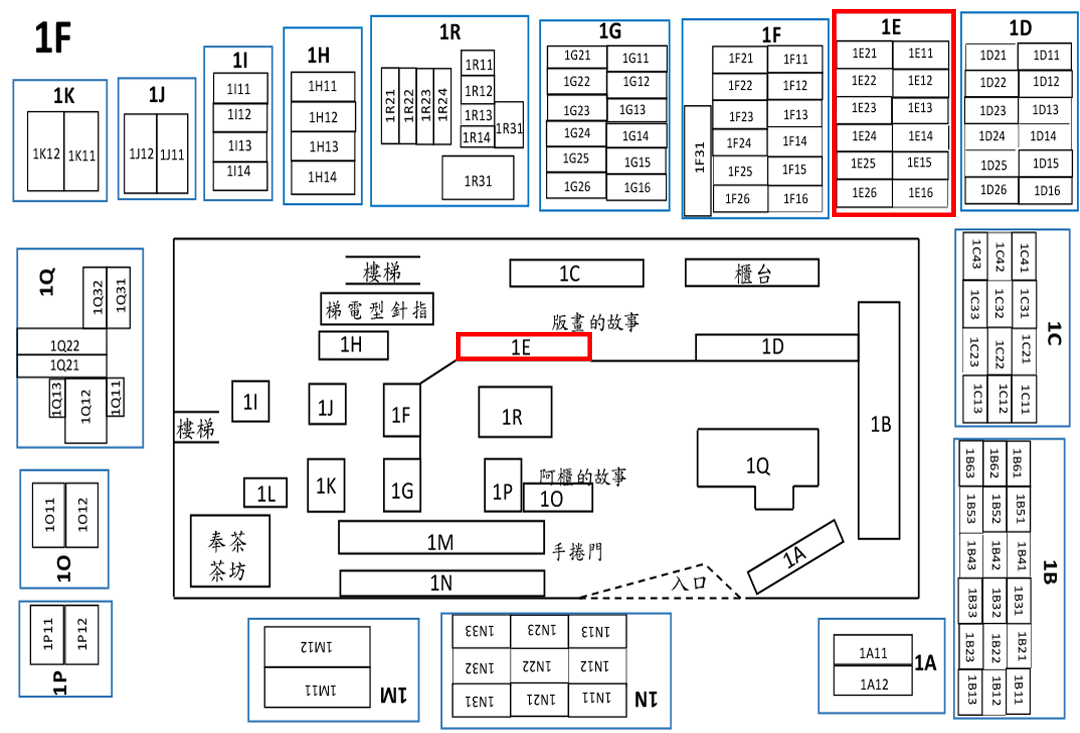 1F
1K
1K12 1K11
1J
1J12 1J11
1I
1I11
1I12
1I13
1I14
1H
1H11
1H12
1H13
1H14
1R
1R21 1R22 1R23 1R24
1R11
1R12
1R13
1R14
1R31
1R31
1G
1G21 1G11
1G22 1G12
1G23 1G13
1G24 1G14
1G25 1G15
1G26 1G16
1F
1F31
1F21 1F11
1F22 1F12
1F23 1F13
1F24 1F14
1F25 1F15
1F26 1F16
1E
1E21 1E11
1E22 1E12
1E23 1E13
1E24 1E14
1E25 1E15
1E26 1E16
1D
1D21 1D11
1D22 1D12
1D23 1D13
1D24 1D14
1D25 1D15
1D26 1D16
1Q
1Q32 1Q31
1Q22
1Q21
1Q13 1Q12 1Q11
1O11 1O12
1O
1P11 1P12
1P
樓梯
梯電型針指
1H
1C
櫃台
版畫的故事
1E
1D
1B
1I
1J
1F
1R
樓梯
1L
1K
1G
1P
阿櫃的故事
1O
1Q
奉茶
茶坊
1M
手捲門
1N
入口
1A
1C43 1C42 1C41
1C33 1C32 1C31
1C23 1C22 1C21
1C13 1C12 1C11
1C
1B63 1B62 1B61
1B53 1B52 1B51
1B43 1B42 1B41
1B33 1B32 1B31
1B23 1B22 1B21
1B13 1B12 1B11
1B
1M12
1M11
1M
1N33 1N23 1N13
1N32 1N22 1N12
1N31 1N21 1N11
1N
1A11
1A12
1A